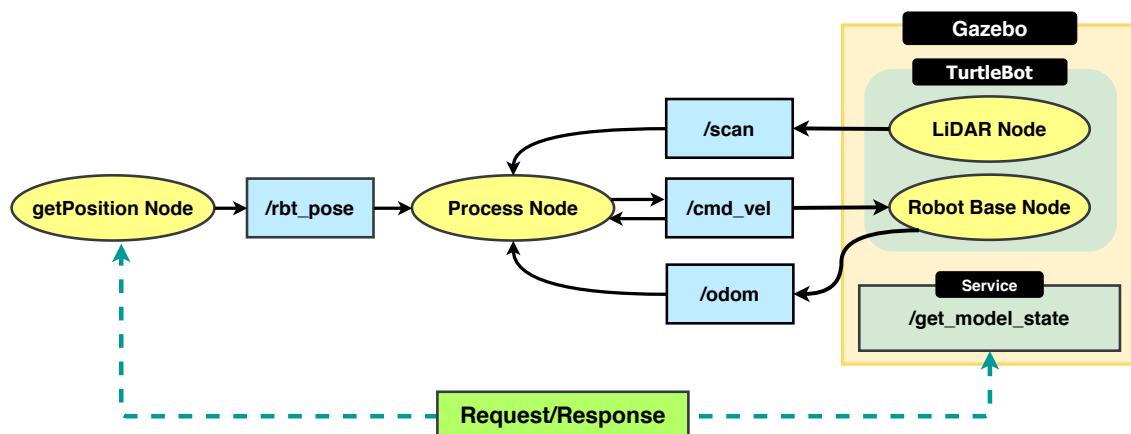 Gazebo
TurtleBot
/scan
LiDAR Node
getPosition Node
/rbt_pose
Process Node
/cmd_vel
Robot Base Node
/odom
Service
/get_model_state
Request/Response